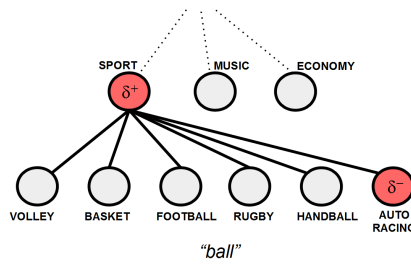 SPORT MUSIC ECONOMY
δ+
VOLLEY BASKET FOOTBALL RUGBY HANDBALL AUTO
RACING
δ−
"ball"